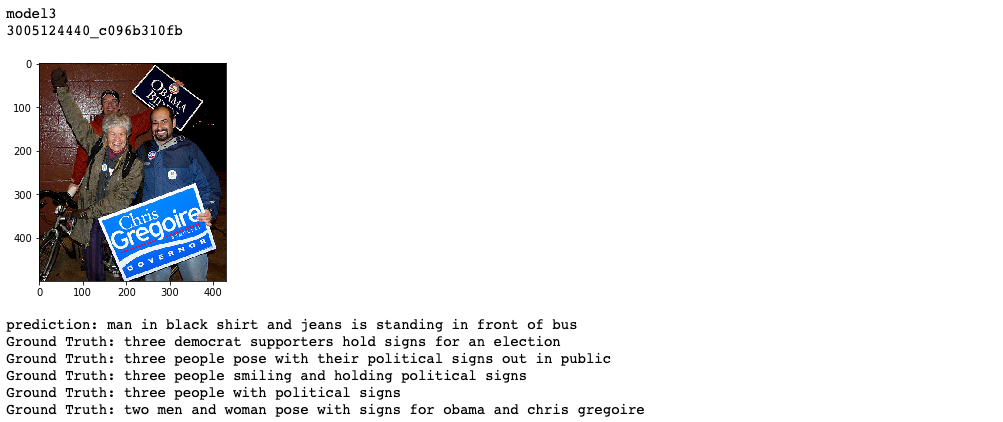 model3
3005124440_c096b310fb
0
100
200
300
400
0
100
200
300
400
OBAMA
Chris
Gregoire
GOVERNOR
prediction: man in black shirt and jeans is standing in front of bus
Ground Truth: three democrat supporters hold signs for an election
Ground Truth: three people pose with their political signs out in public
Ground Truth: three people smiling and holding political signs
Ground Truth: three people with political signs
Ground Truth: two men and woman pose with signs for obama and chris gregoire